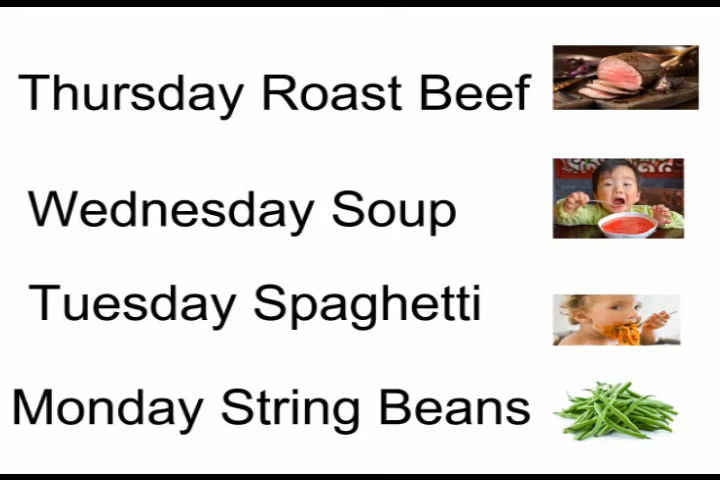 Thursday Roast Beef
Wednesday Soup
Tuesday Spaghetti
Monday String Beans